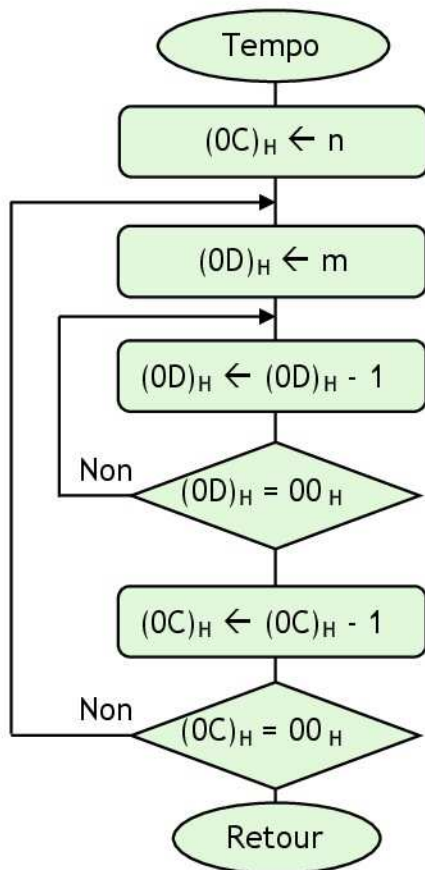 Tempo
(0C)H ← n
(0D)H ← m
(0D)H ← (0D)H - 1
Non
(0D)H = 00 H
(0C)H ← (0C)H - 1
Non
(0C)H = 00 H
Retour